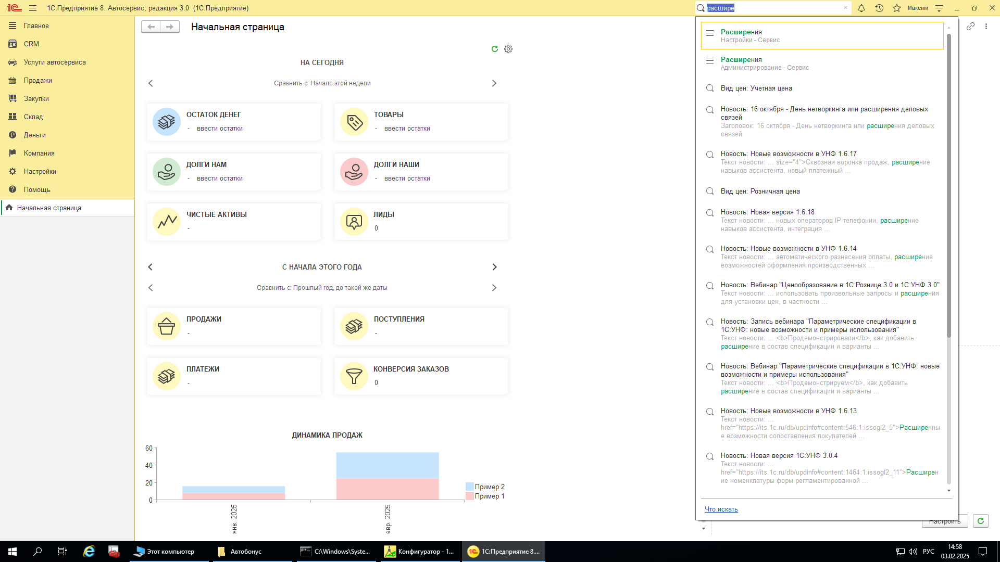 1С:Предприятие 8. Автосервис, редакция 3.0 (1С:Предприятие)
расшире
Максим
Главное
CRM
Услуги автосервиса
Продажи
Закупки
Склад
Деньги
Компания
Настройки
Помощь
Начальная страница
Начальная страница
НА СЕГОДНЯ
Сравнить с: Начало этой недели
ОСТАТОК ДЕНЕГ
- ввести остатки
ТОВАРЫ
- ввести остатки
ДОЛГИ НАМ
- ввести остатки
ДОЛГИ НАШИ
- ввести остатки
ЧИСТЫЕ АКТИВЫ
-
ЛИДЫ
0
С НАЧАЛА ЭТОГО ГОДА
Сравнить с: Прошлый год, до такой же даты
ПРОДАЖИ
-
ПОСТУПЛЕНИЯ
-
ПЛАТЕЖИ
-
КОНВЕРСИЯ ЗАКАЗОВ
0
ДИНАМИКА ПРОДАЖ
60
40
20
0
янв. 2025
евр. 2025
Пример 2
Пример 1
Расширения
Настройки - Сервис
Расширения
Администрирование - Сервис
Вид цен: Учетная цена
Новость: 16 октября - День нетворкинга или расширения деловых
связей
Заголовок: 16 октября - День нетворкинга или расширения деловых
связей
Новость: Новые возможности в УНФ 1.6.17
Текст новости: ... size="4">Сквозная воронка продаж, расширение
навыков ассистента, новый платежный ...
Вид цен: Розничная цена
Новость: Новая версия 1.6.18
Текст новости: ... новых операторов IP-телефонии, расширение
навыков ассистента, интеграция ...
Новость: Новые возможности в УНФ 1.6.14
Текст новости: ... автоматического разнесения оплаты, расширение
возможностей оформления производственных ...
Новость: Вебинар "Ценообразование в 1С:Рознице 3.0 и 1С:УНФ 3.0"
Текст новости: ... использовать произвольные запросы и расширения
для установки цен, в частности ...
Новость: Запись вебинара "Параметрические спецификации в
1С:УНФ: новые возможности и примеры использования"
Текст новости: ... <b>Продемонстрировали</b>, как добавить
расширение в состав спецификации и варианты ...
Новость: Вебинар "Параметрические спецификации в 1С:УНФ: новые
возможности и примеры использования"
Текст новости: ... <b>Продемонстрируем</b>, как добавить
расширение в состав спецификации и варианты ...
Новость: Новые возможности в УНФ 1.6.13
Текст новости: ...
href="https://its.1c.ru/db/updinfo#content:546:1:issogl2_5">Расширенны
е возможности сопоставления покупателей ...
Новость: Новая версия 1С:УНФ 3.0.4
Текст новости: ...
href="https://its.1c.ru/db/updinfo#content:1464:1:issogl2_11">Расширен
ие номенклатуры форм регламентированной ...
Что искать
Настроить
Этот компьютер
Автобонус
C:\Windows\Syste...
Конфигуратор - 1...
1С:Предприятие 8....
РУС
14:58
03.02.2025